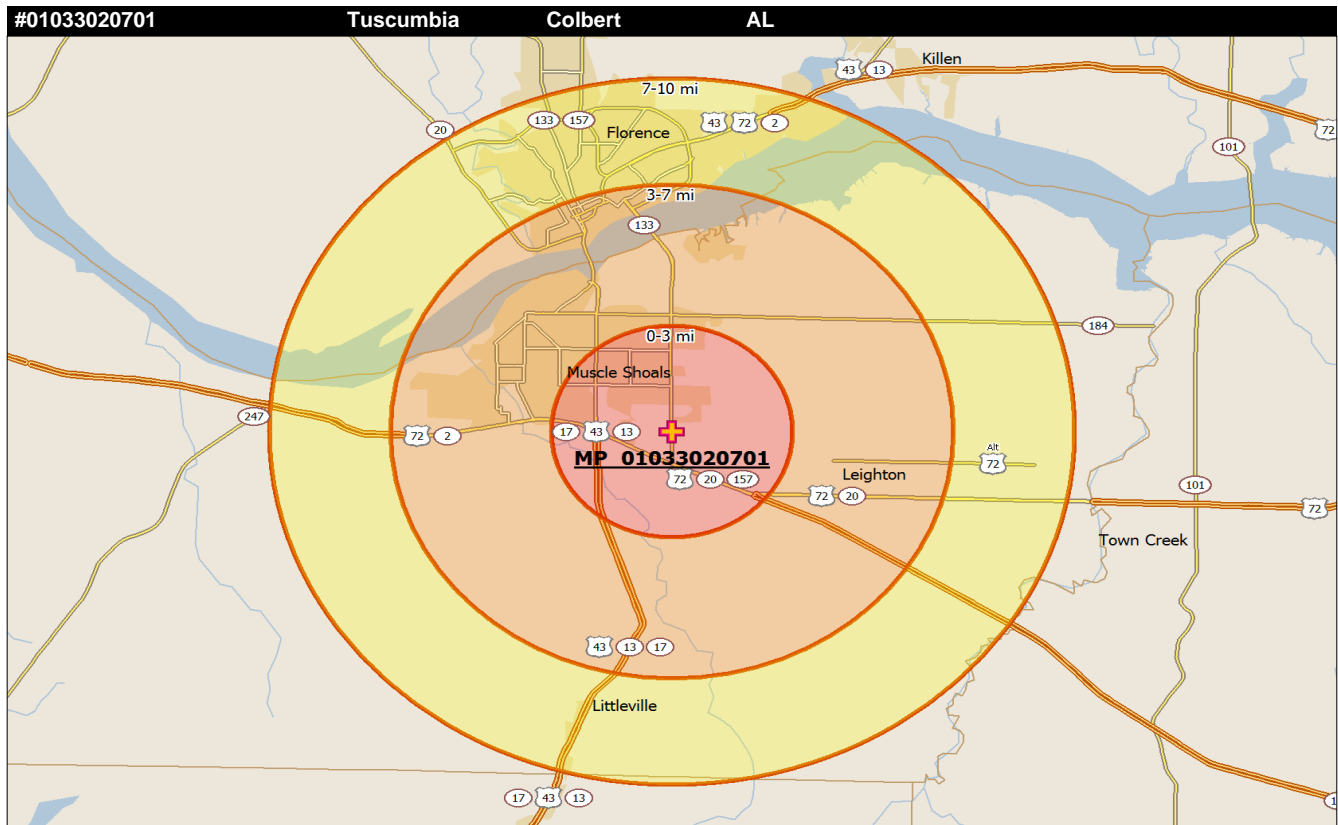 #01033020701 Tuscumbia Colbert AL
Killen
43 13
7-10 mi
133 157 Florence 43 72 2
20
72
101
3-7 mi
133
0-3 mi
184
Muscle Shoals
247
72 2
17 43 13
MP 01033020701
Alt
72
72 20 157
Leighton
72 20
101
72
Town Creek
43 13 17
Littleville
17 43 13